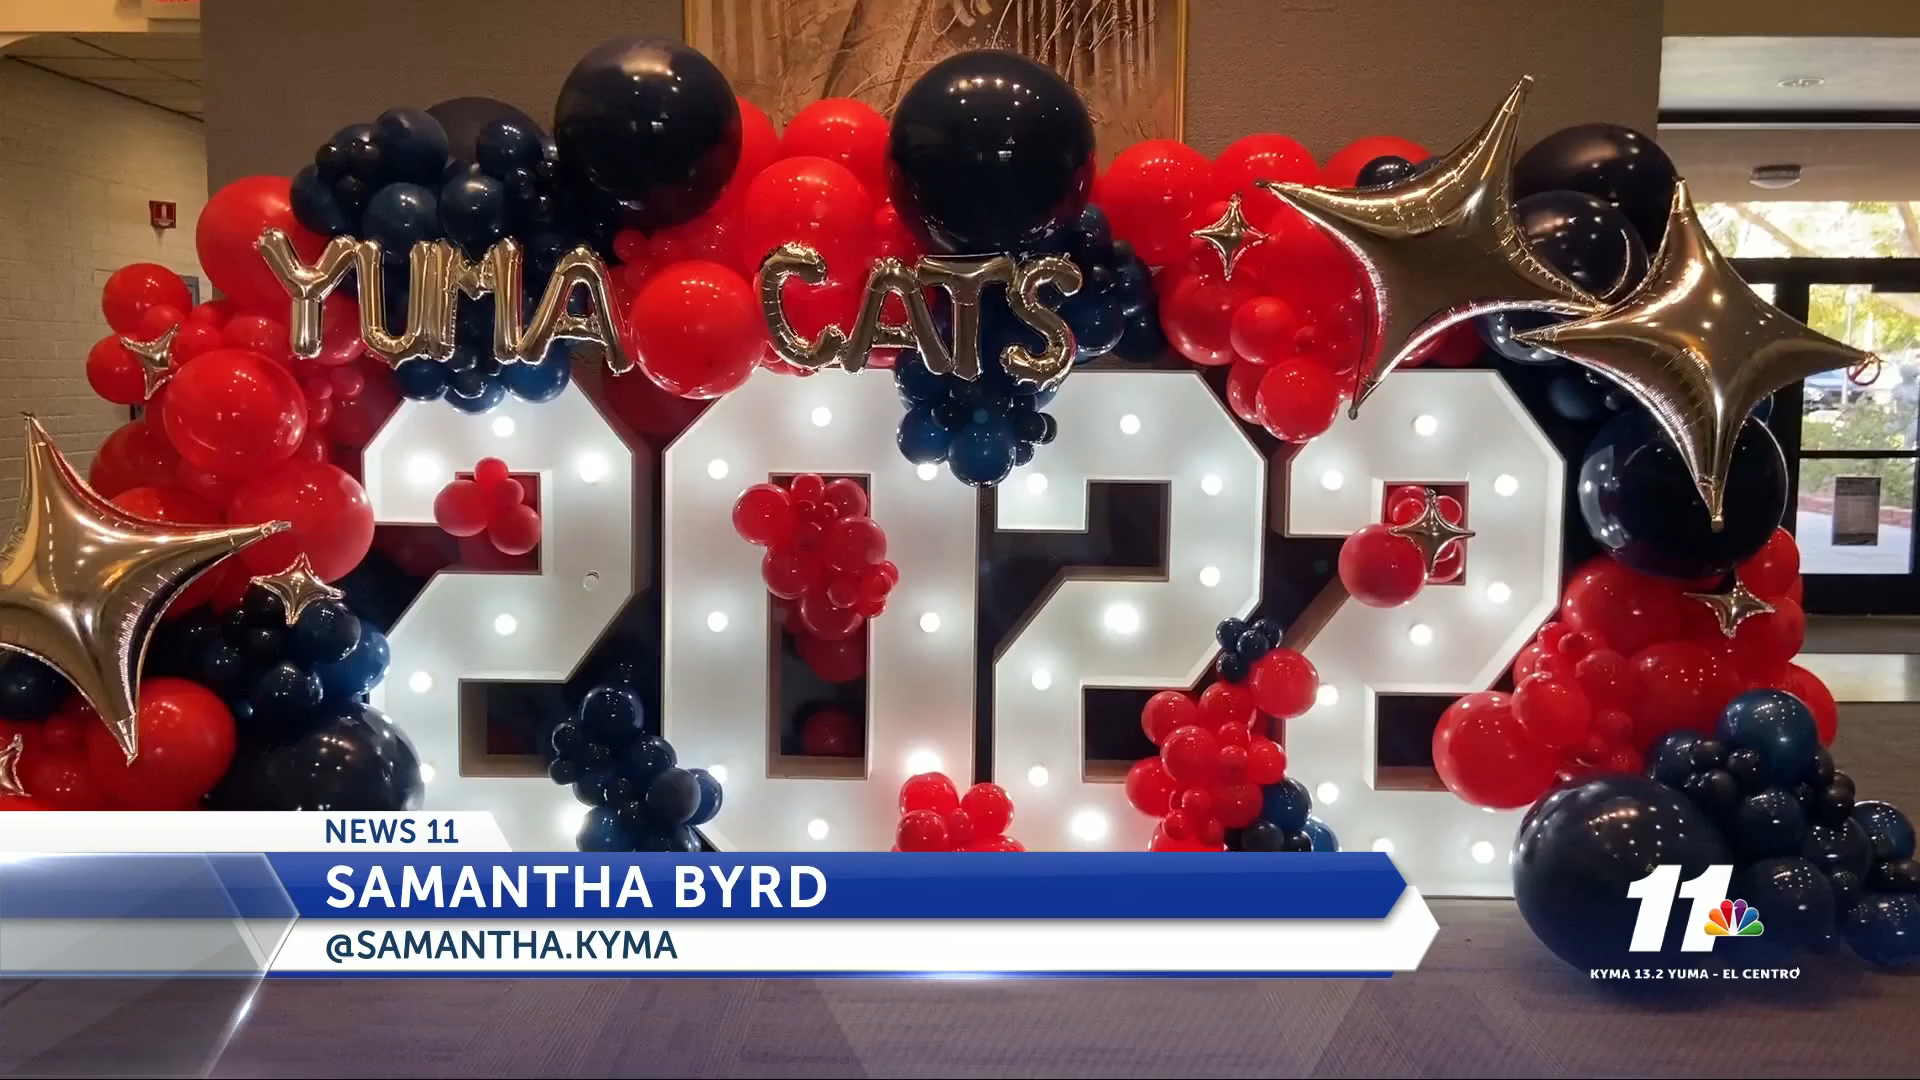 YUMA CATS
2022
NEWS 11
SAMANTHA BYRD
@SAMANTHA.KYMA
11
KYMA 13.2 YUMA - EL CENTRO